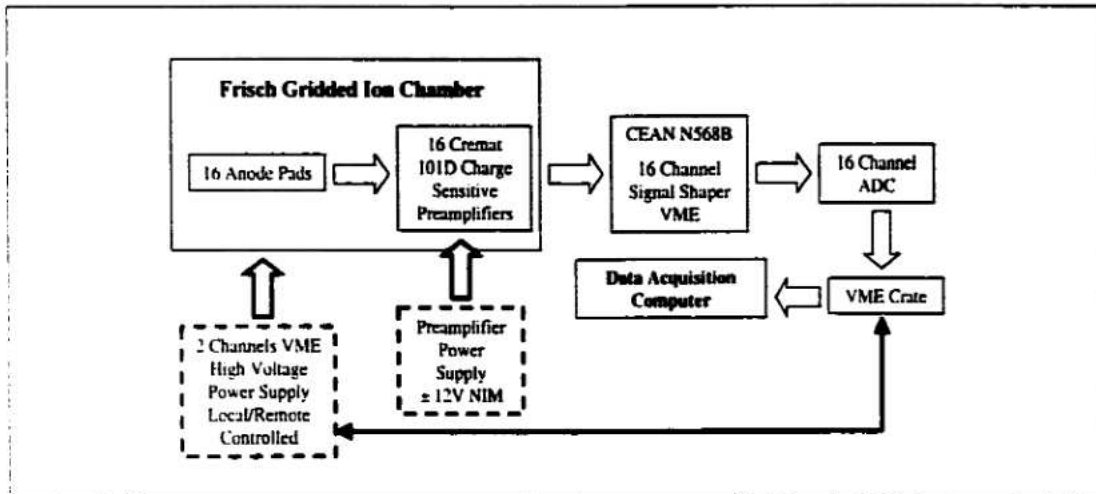 Frisch Gridded Ion Chamber
16 Anode Pads
16 Cremat
101D Charge
Sensitive
Preamplifiers
CEAN N568B
16 Channel
Signal Shaper
VME
16 Channel
ADC
VME Crate
Data Acquisition
Computer
2 Channels VME
High Voltage
Power Supply
Local/Remote
Controlled
Preamplifier
Power
Supply
± 12V NIM